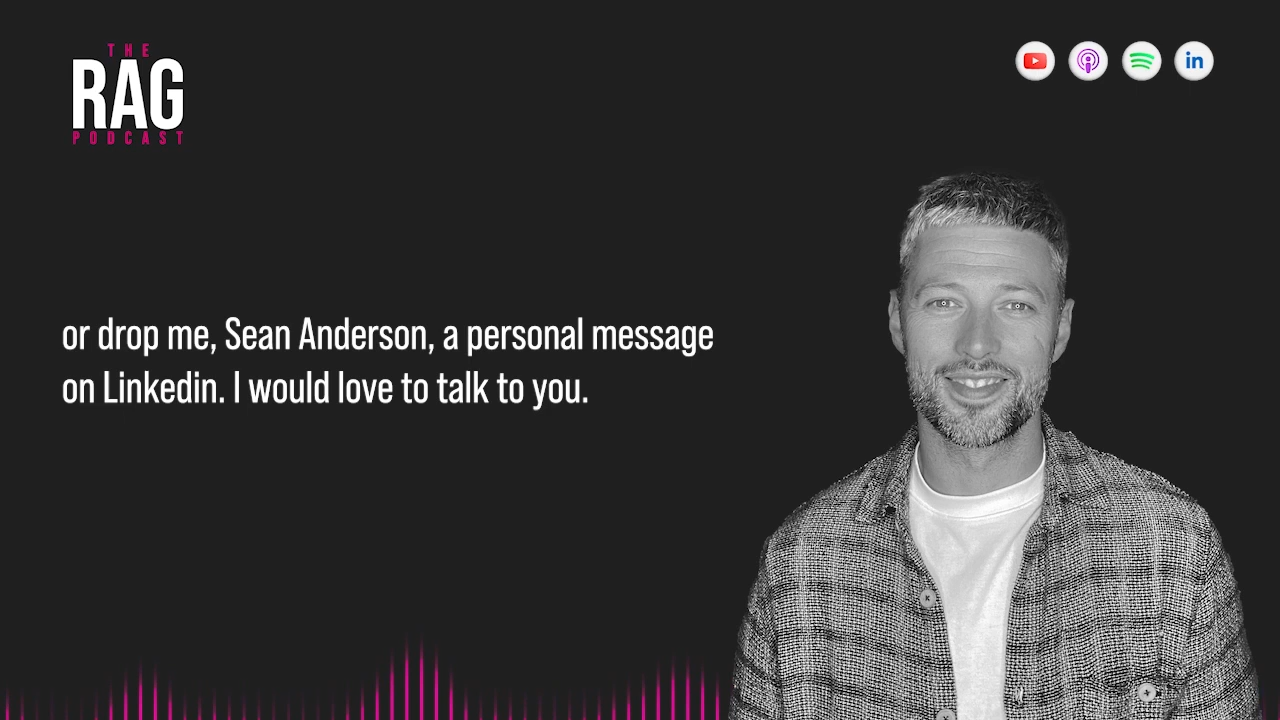 THE
RAG
PODCAST
in
or drop me, Sean Anderson, a personal message
on Linkedin. I would love to talk to you.